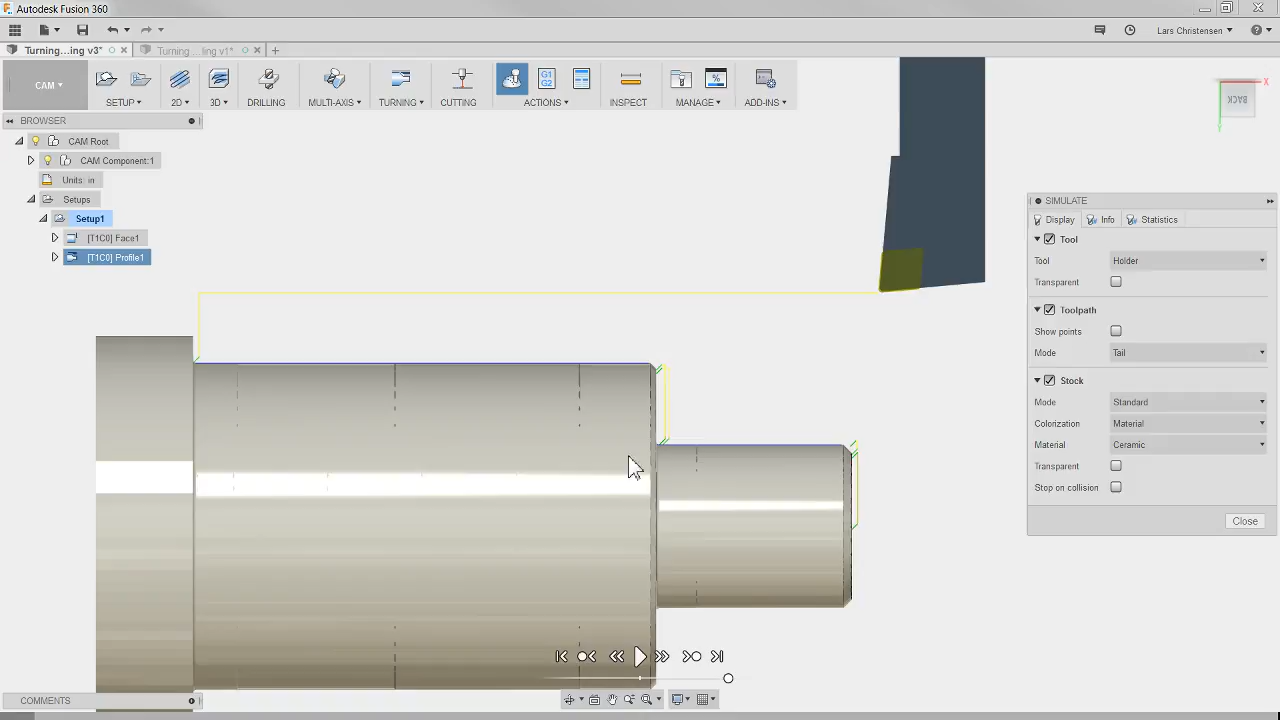 Autodesk Fusion 360
Lars Christensen
Turning....ing v3*
Turning ....ling v1*
CAM
SETUP
2D
3D
DRILLING
MULTI-AXIS
TURNING
CUTTING
G1
G2
ACTIONS
INSPECT
MANAGE
ADD-INS
BROWSER
CAM Root
CAM Component:1
Units: in
Setups
Setup1
[T1C0] Face1
[T1C0] Profile1
X
BACK
Y
SIMULATE
Display
Info
Statistics
Tool
Tool
Holder
Transparent
Toolpath
Show points
Mode
Tail
Stock
Mode
Standard
Colorization
Material
Material
Ceramic
Transparent
Stop on collision
Close
COMMENTS